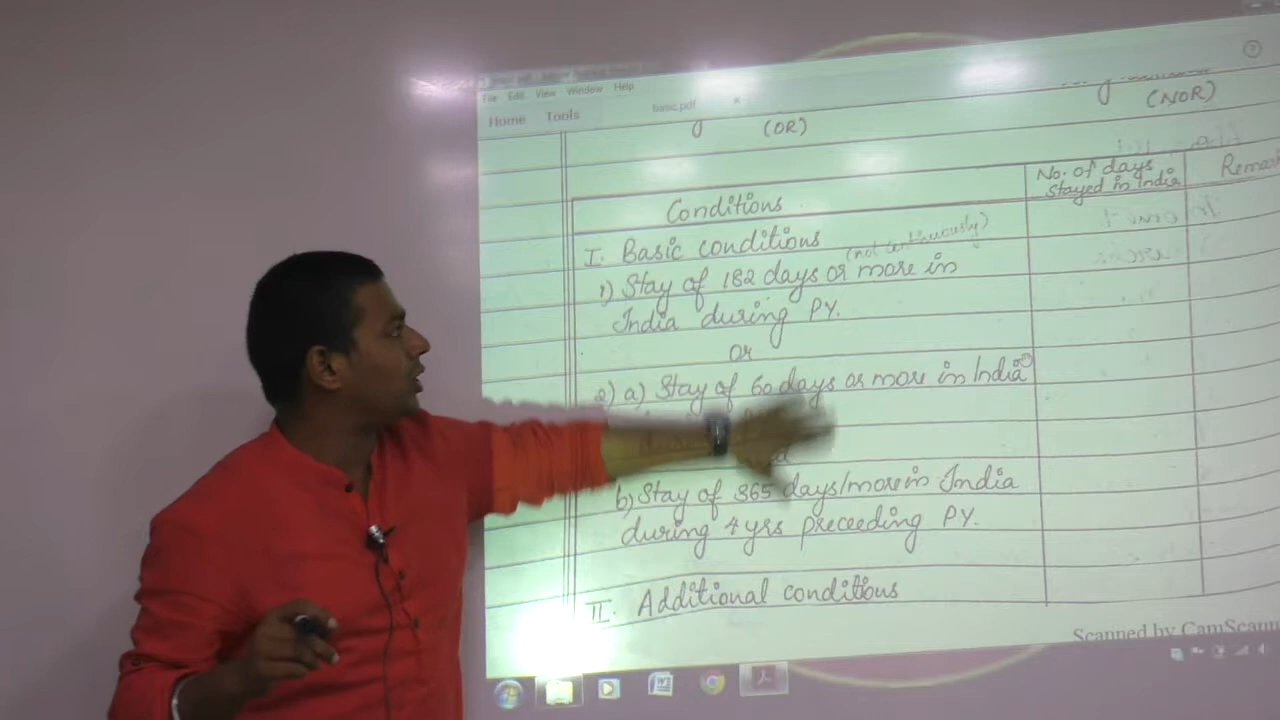 File Edit View Window Help
Home Tools
basic.pdf
(OR)
(NOR)
Conditions
No. of days
stayed in India
I. Basic conditions
(not continuously)
1) Stay of 182 days or more in
India during PY.
Or
2) a) Stay of 60 days or more in India
b) Stay of 365 days/more in India
during 4 yrs preceeding PY.
II. Additional conditions
Scanned by CamScann